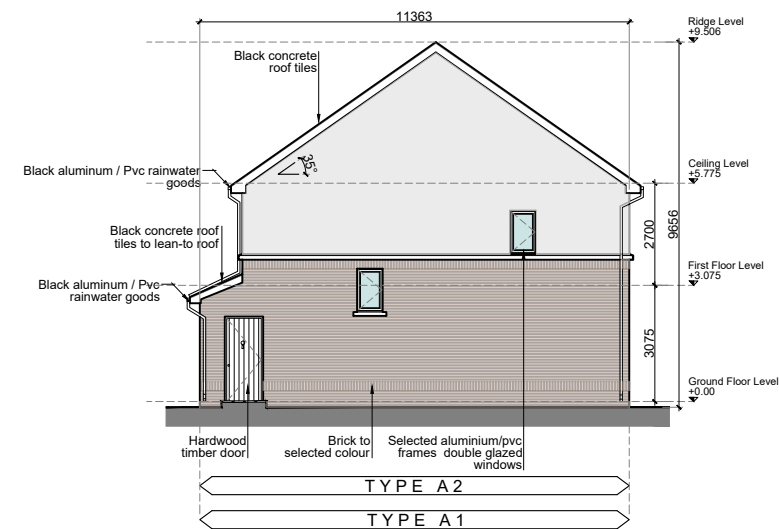 11363
Ridge Level
+9.506
Black concrete
roof tiles
35°
Ceiling Level
+5.775
Black aluminum / Pvc rainwater
goods
2700
9656
Black concrete roof
tiles to lean-to roof
First Floor Level
+3.075
Black aluminum / Pvc
rainwater goods
3075
Ground Floor Level
+0.00
Hardwood
timber door
Brick to
selected colour
Selected aluminium/pvc
frames double glazed
windows
TYPE A2
TYPE A1